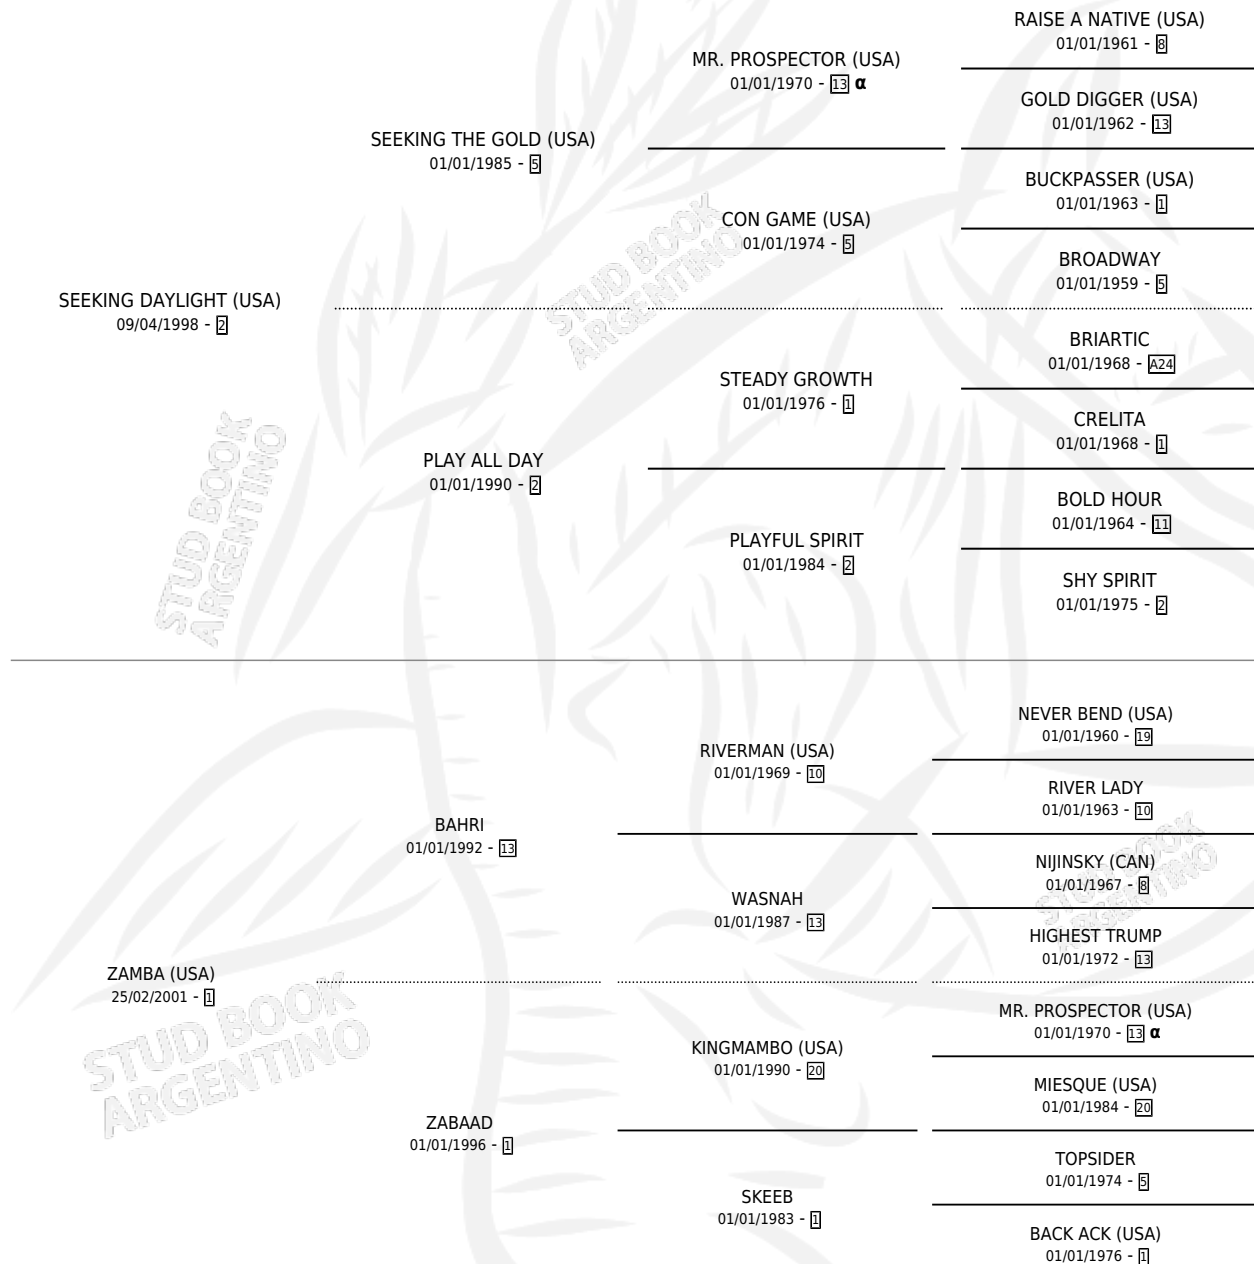 RAISE A NATIVE (USA)
01/01/1961 - 8
MR. PROSPECTOR (USA)
01/01/1970 - 13 α
GOLD DIGGER (USA)
01/01/1962 - 13
SEEKING THE GOLD (USA)
01/01/1985 - 5
BUCKPASSER (USA)
01/01/1963 - 1
CON GAME (USA)
01/01/1974 - 5
BROADWAY
01/01/1959 - 5
SEEKING DAYLIGHT (USA)
09/04/1998 - 2
BRIARTIC
01/01/1968 - A24
STEADY GROWTH
01/01/1976 - 1
CRELITA
01/01/1968 - 1
PLAY ALL DAY
01/01/1990 - 2
BOLD HOUR
01/01/1964 - 11
PLAYFUL SPIRIT
01/01/1984 - 2
SHY SPIRIT
01/01/1975 - 2
NEVER BEND (USA)
01/01/1960 - 19
RIVERMAN (USA)
01/01/1969 - 10
RIVER LADY
01/01/1963 - 10
BAHRI
01/01/1992 - 13
NIJINSKY (CAN)
01/01/1967 - 8
WASNAH
01/01/1987 - 13
HIGHEST TRUMP
01/01/1972 - 13
ZAMBA (USA)
25/02/2001 - 1
MR. PROSPECTOR (USA)
01/01/1970 - 13 α
KINGMAMBO (USA)
01/01/1990 - 20
MIESQUE (USA)
01/01/1984 - 20
ZABAAD
01/01/1996 - 1
TOPSIDER
01/01/1974 - 5
SKEEB
01/01/1983 - 1
BACK ACK (USA)
01/01/1976 - 1
STUD BOOK
ARGENTINO
STUD BOOK
ARGENTINO
STUD BOOK
ARGENTINO
STUD BOOK
ARGENTINO